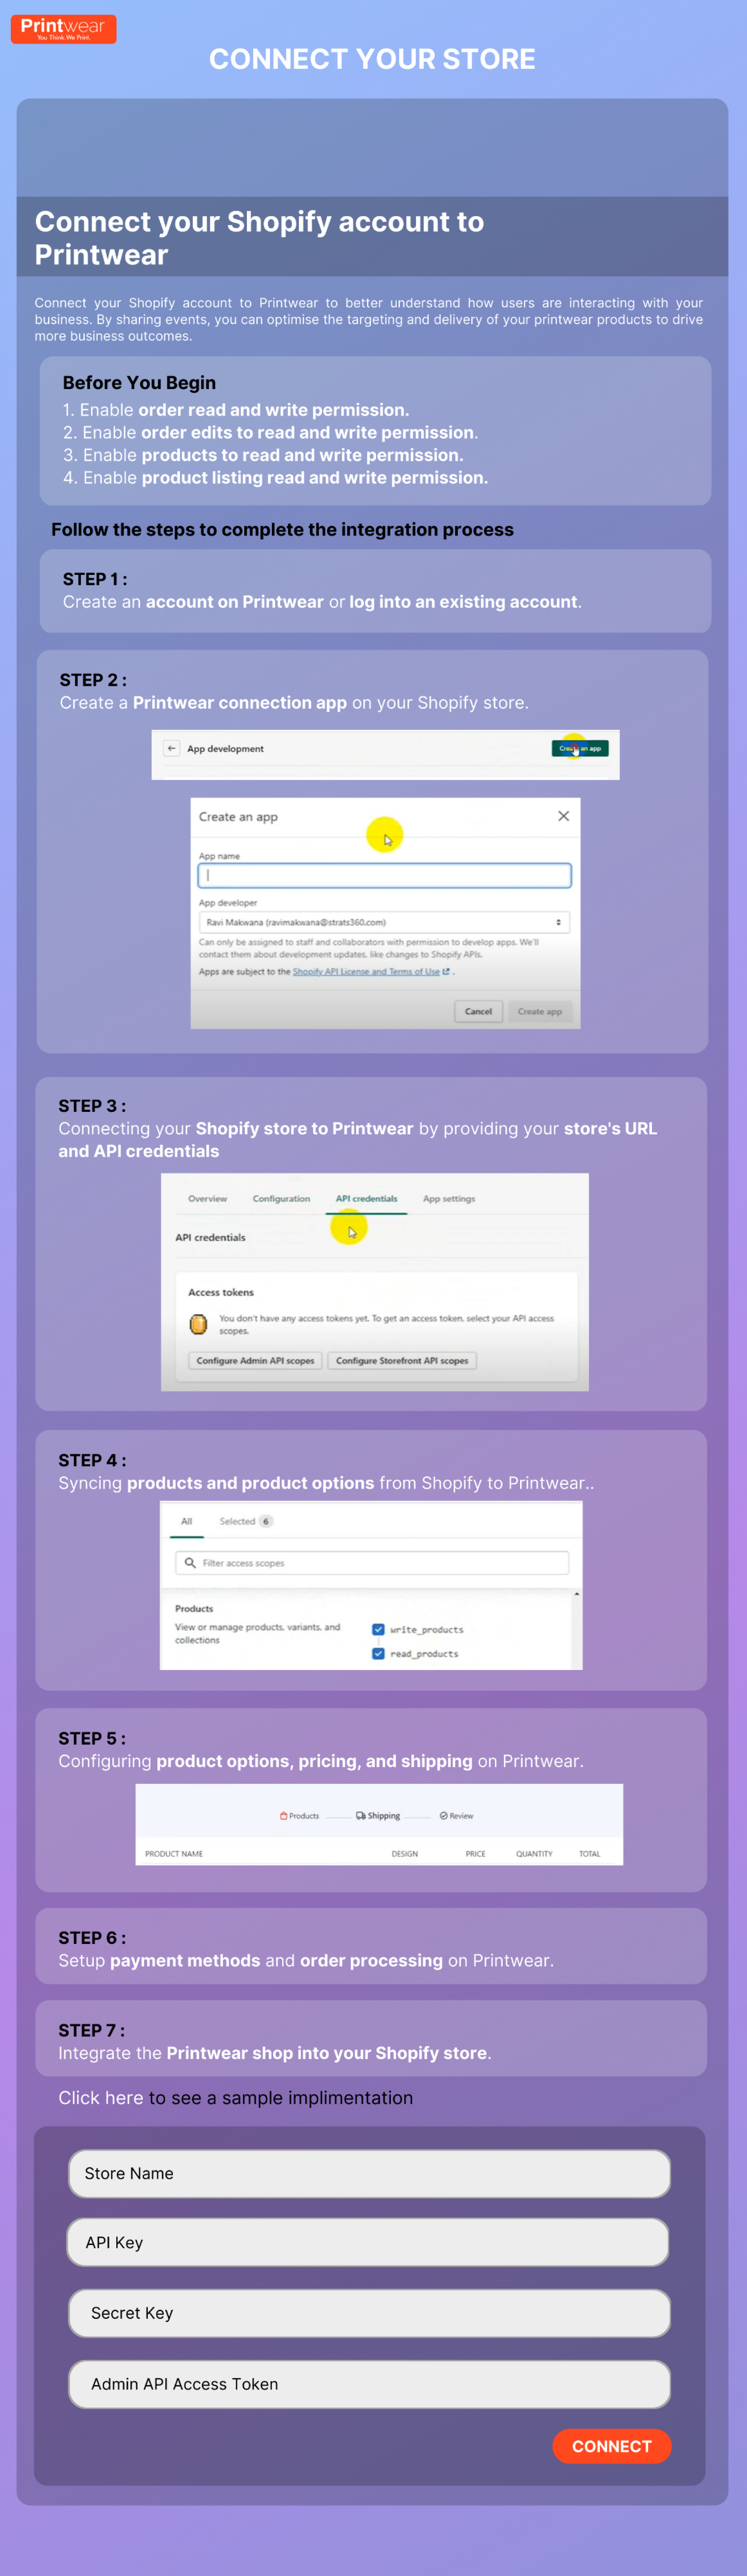 Printwear
You Think We Print.
CONNECT YOUR STORE
Connect your Shopify account to
Printwear
Connect your Shopify account to Printwear to better understand how users are interacting with your
business. By sharing events, you can optimise the targeting and delivery of your printwear products to drive
more business outcomes.
Before You Begin
1. Enable order read and write permission.
2. Enable order edits to read and write permission.
3. Enable products to read and write permission.
4. Enable product listing read and write permission.
Follow the steps to complete the integration process
STEP 1 :
Create an account on Printwear or log into an existing account.
STEP 2 :
Create a Printwear connection app on your Shopify store.
App development
Create an app
Create an app
App name
App developer
Ravi Makwana (ravimakwana@strats360.com)
Can only be assigned to staff and collaborators with permission to develop apps. We'll
contact them about development updates, like changes to Shopify APIs.
Apps are subject to the Shopify API License and Terms of Use .
Cancel Create app
STEP 3 :
Connecting your Shopify store to Printwear by providing your store's URL
and API credentials
Overview Configuration API credentials App settings
API credentials
Access tokens
You don't have any access tokens yet. To get an access token, select your API access
scopes.
Configure Admin API scopes Configure Storefront API scopes
STEP 4 :
Syncing products and product options from Shopify to Printwear..
All Selected 6
Filter access scopes
Products
View or manage products, variants, and
collections
write_products
read_products
STEP 5 :
Configuring product options, pricing, and shipping on Printwear.
Products Shipping Review
PRODUCT NAME DESIGN PRICE QUANTITY TOTAL
STEP 6 :
Setup payment methods and order processing on Printwear.
STEP 7 :
Integrate the Printwear shop into your Shopify store.
Click here to see a sample implimentation
Store Name
API Key
Secret Key
Admin API Access Token
CONNECT